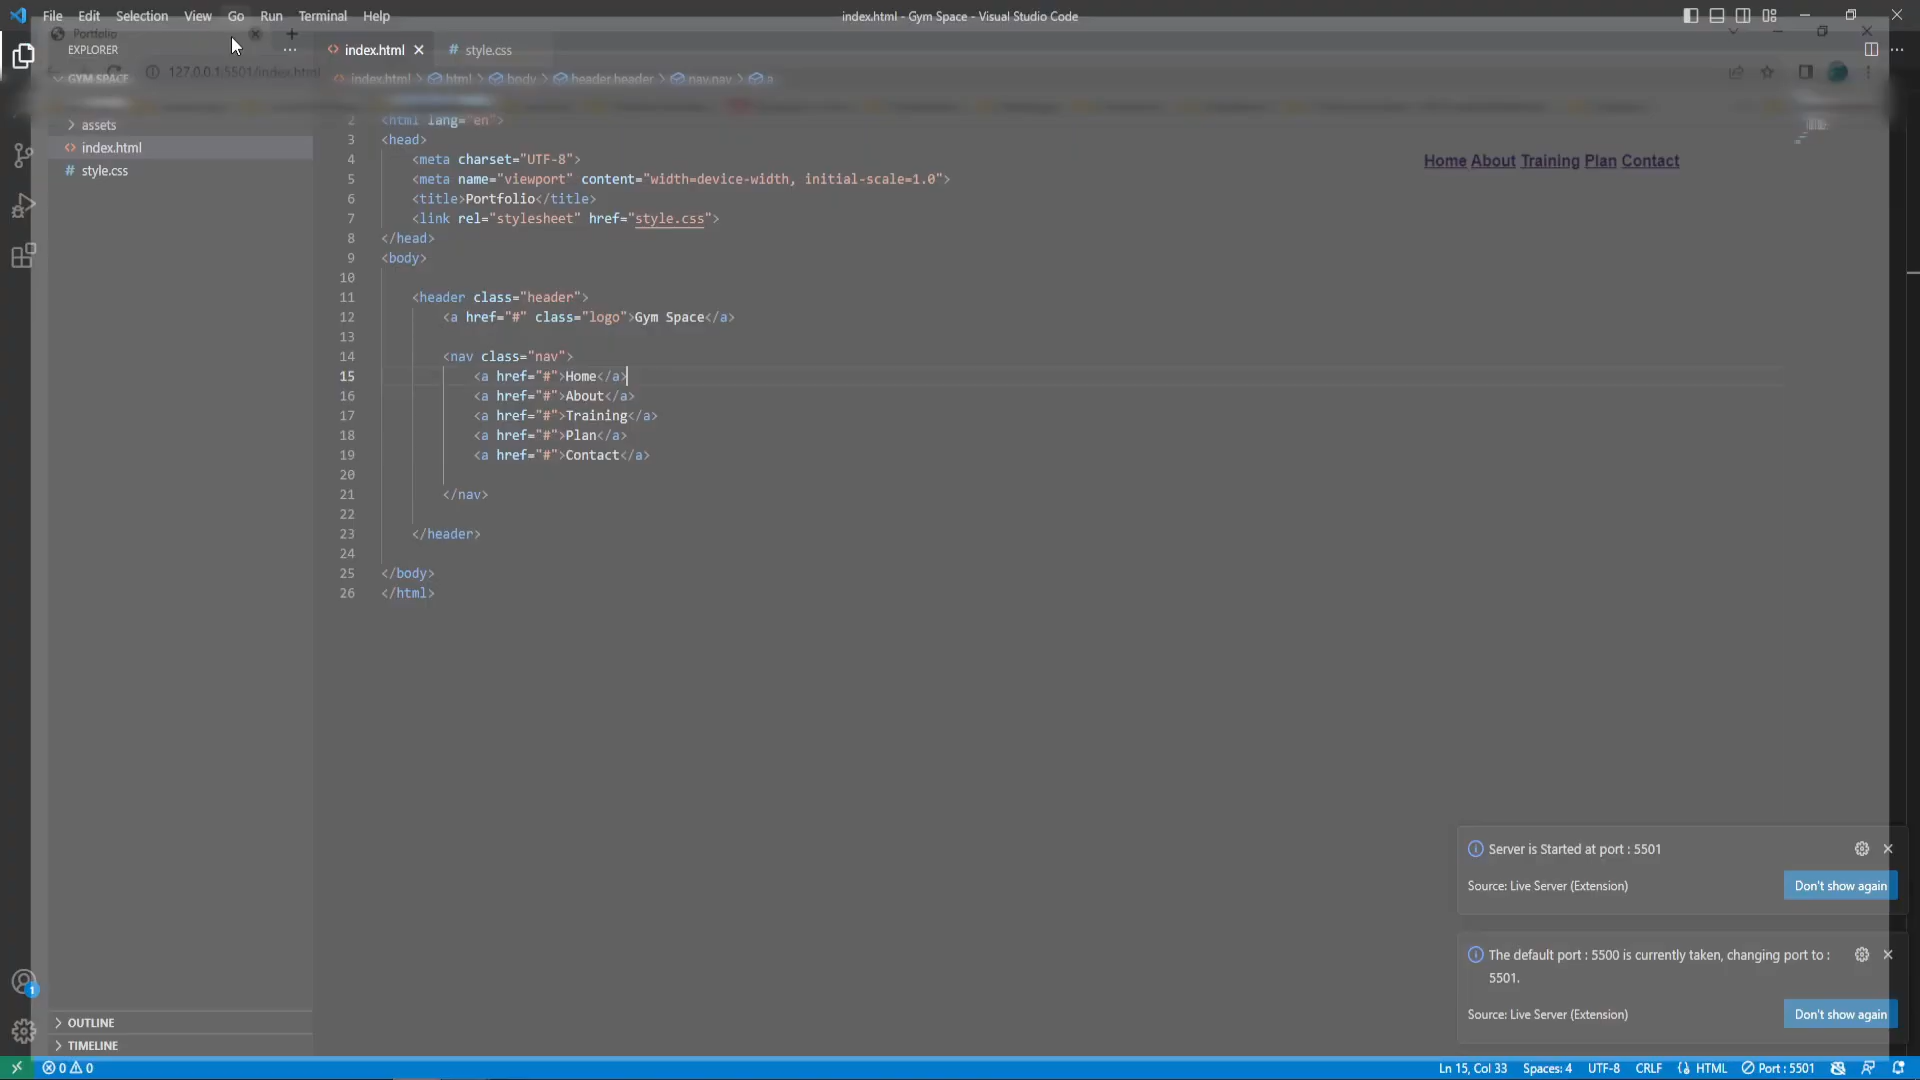 File Edit Selection View Go Run Terminal Help
index.html - Gym Space - Visual Studio Code
Portfolio
EXPLORER
index.html
style.css
127.0.0.1:5501/index.html
GYM SPACE
index.html > html > body > header.header > nav.nav > a
assets
index.html
style.css
2 <html lang="en">
3 <head>
4 <meta charset="UTF-8">
5 <meta name="viewport" content="width=device-width, initial-scale=1.0">
6 <title>Portfolio</title>
7 <link rel="stylesheet" href="style.css">
8 </head>
9 <body>
10
11 <header class="header">
12 <a href="#" class="logo">Gym Space</a>
13
14 <nav class="nav">
15 <a href="#">Home</a>
16 <a href="#">About</a>
17 <a href="#">Training</a>
18 <a href="#">Plan</a>
19 <a href="#">Contact</a>
20
21 </nav>
22
23 </header>
24
25 </body>
26 </html>
Home About Training Plan Contact
Server is Started at port : 5501
Source: Live Server (Extension)
Don't show again
The default port : 5500 is currently taken, changing port to :
5501.
Source: Live Server (Extension)
Don't show again
1
OUTLINE
TIMELINE
0 0
Ln 15, Col 33 Spaces: 4 UTF-8 CRLF HTML Port : 5501